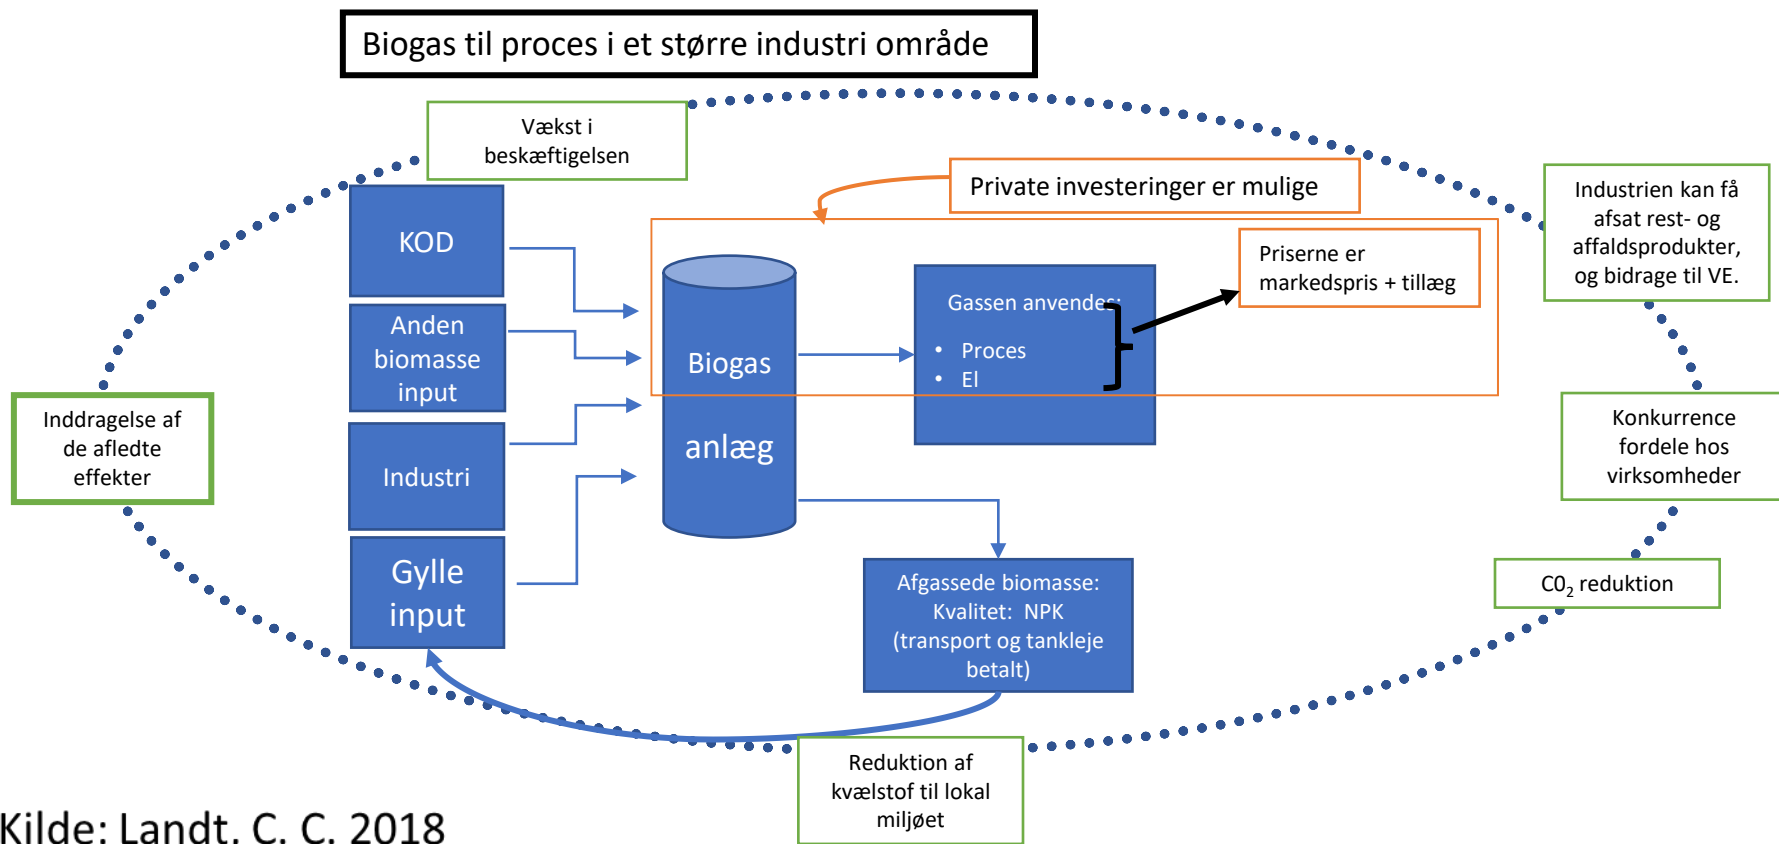 Biogas til proces i et større industri område
Vækst i
beskæftigelsen
Private investeringer er mulige
Industrien kan få
afsat rest- og
affaldsprodukter,
og bidrage til VE.
KOD
Priserne er
markedspris + tillæg
Gassen anvendes:
• Proces
• El
Anden
biomasse
input
Biogas
anlæg
Inddragelse af
de afledte
effekter
Industri
Konkurrence
fordele hos
virksomheder
Gylle
input
Afgassede biomasse:
Kvalitet: NPK
(transport og tankleje
betalt)
C0₂ reduktion
Reduktion af
kvælstof til lokal
miljøet
Kilde: Landt. C. C. 2018